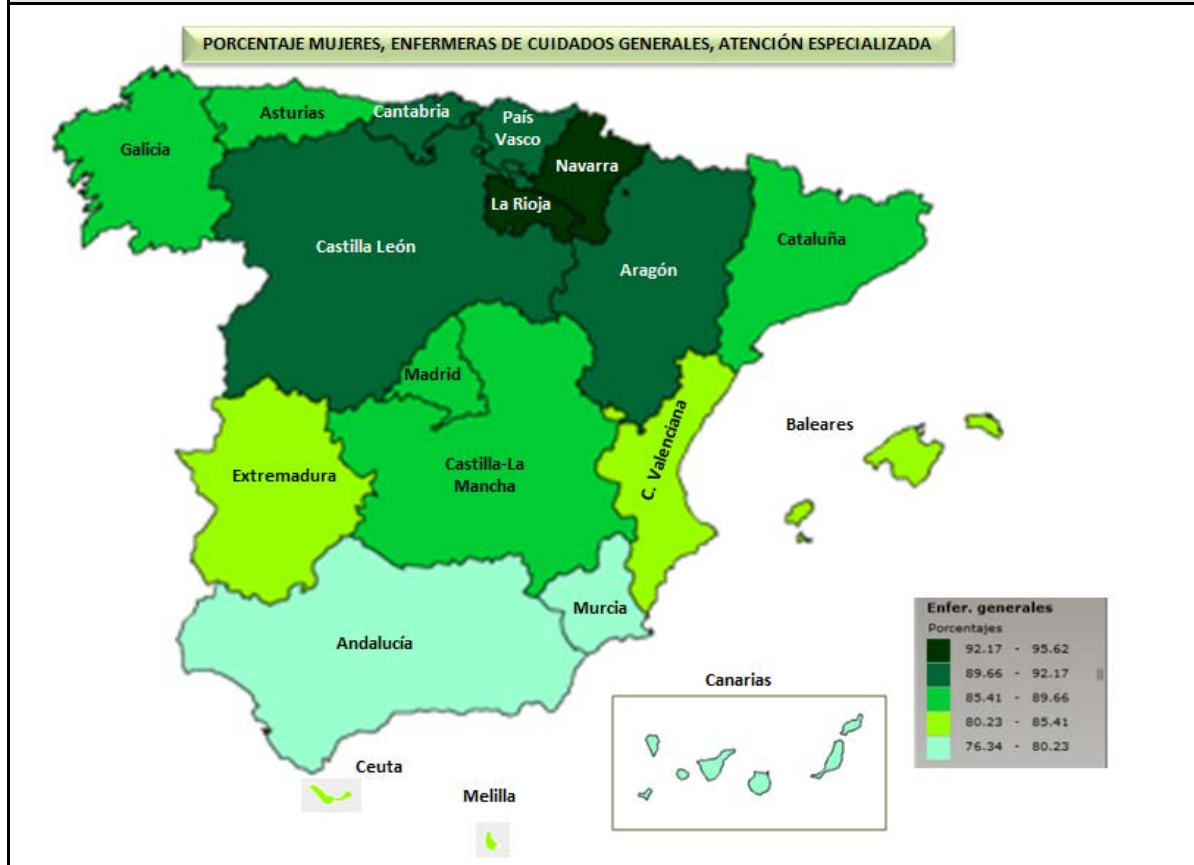 PORCENTAJE MUJERES, ENFERMERAS DE CUIDADOS GENERALES, ATENCIÓN ESPECIALIZADA
Asturias
Cantabria
País
Vasco
Galicia
Navarra
La Rioja
Castilla León
Aragón
Cataluña
Madrid
Baleares
C. Valenciana
Extremadura
Castilla-La
Mancha
Murcia
Andalucía
Canarias
Ceuta
Melilla
Enfer. generales
Porcentajes
92.17 - 95.62
89.66 - 92.17
85.41 - 89.66
80.23 - 85.41
76.34 - 80.23